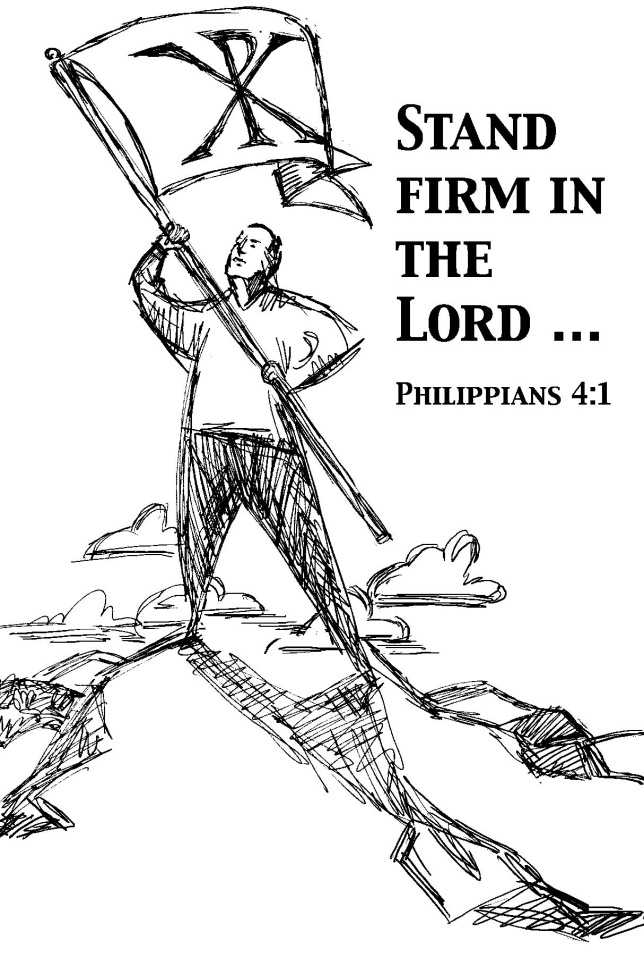 STAND
FIRM IN
THE
LORD ...
PHILIPPIANS 4:1